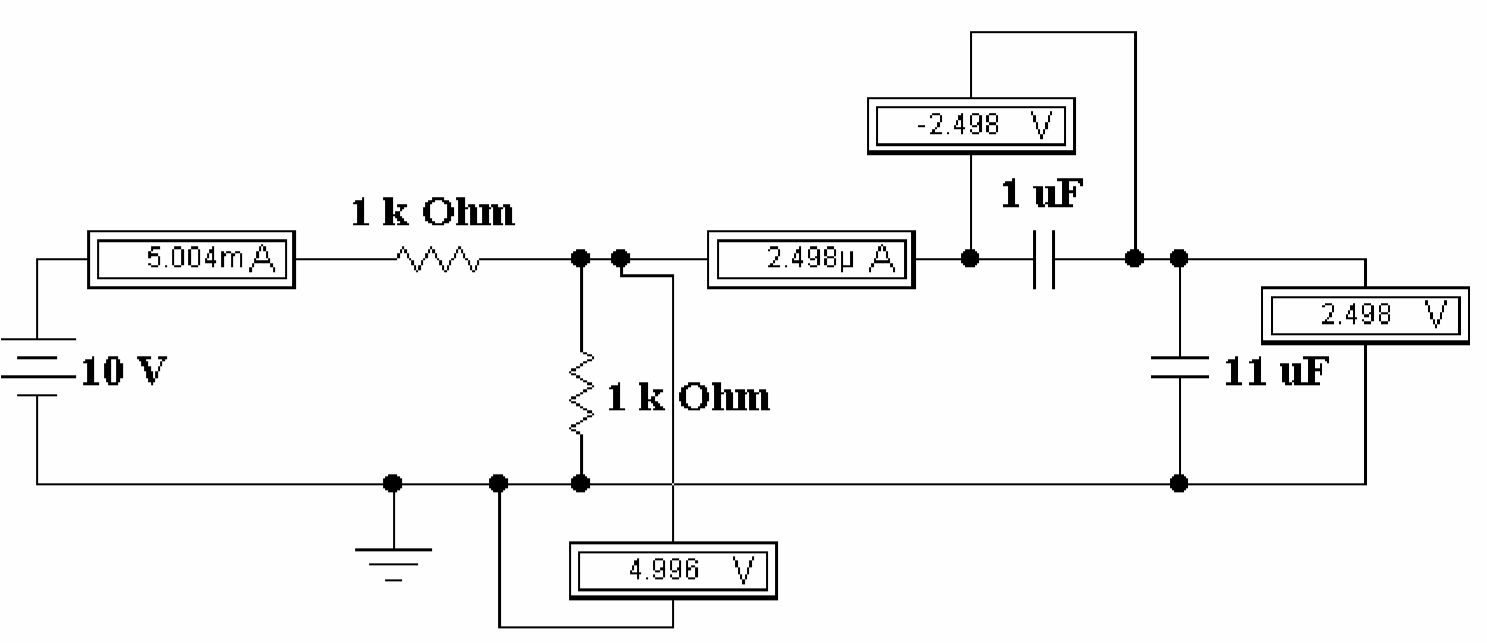 -2.498 V
1 uF
1 k Ohm
5.004m A
2.498µ A
2.498 V
10 V
11 uF
1 k Ohm
4.996 V